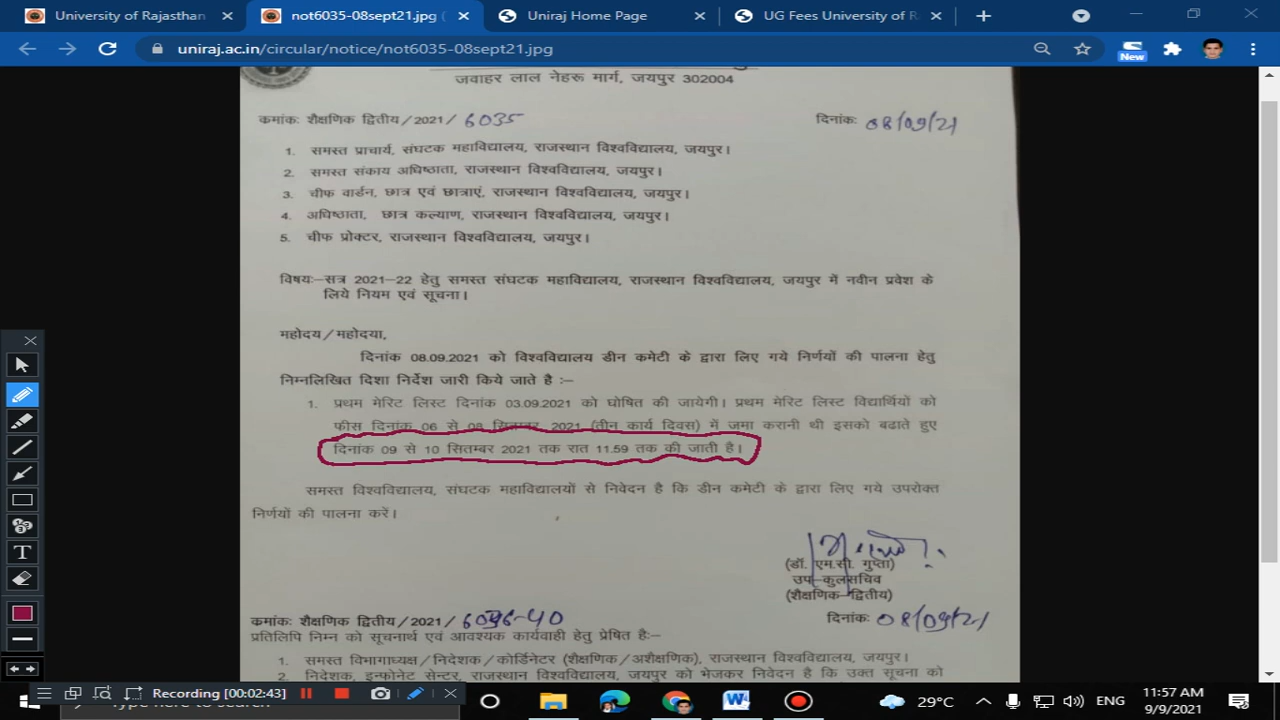 University of Rajasthan
not6035-08sept21.jpg (
Uniraj Home Page
UG Fees University of R
uniraj.ac.in/circular/notice/not6035-08sept21.jpg
New
जवाहर लाल नेहरू मार्ग, जयपुर 302004
कमांकः शैक्षणिक द्वितीय/2021/ 6035
दिनांकः 08/09/21
1. समस्त प्राचार्य, संघटक महाविद्यालय, राजस्थान विश्वविद्यालय, जयपुर।
2. समस्त संकाय अधिष्ठाता, राजस्थान विश्वविद्यालय, जयपुर।
3. चीफ वार्डन, छात्र एवं छात्राएं, राजस्थान विश्वविद्यालय, जयपुर।
4. अधिष्ठाता, छात्र कल्याण, राजस्थान विश्वविद्यालय, जयपुर।
5. चीफ प्रोक्टर, राजस्थान विश्वविद्यालय, जयपुर।
विषयः-सत्र 2021-22 हेतु समस्त संघटक महाविद्यालय, राजस्थान विश्वविद्यालय, जयपुर में नवीन प्रवेश के
लिये नियम एवं सूचना।
महोदय/महोदया,
दिनांक 08.09.2021 को विश्वविद्यालय डीन कमेटी के द्वारा लिए गये निर्णयों की पालना हेतु
निम्नलिखित दिशा निर्देश जारी किये जाते है :-
1. प्रथम मेरिट लिस्ट दिनांक 03.09.2021 को घोषित की जायेगी। प्रथम मेरिट लिस्ट विद्यार्थियो को
फीस दिनांक 06 से 08 सितम्बर 2021 (तीन कार्य दिवस) में जमा करानी थी इसको बढाते हुए
दिनांक 09 से 10 सितम्बर 2021 तक रात 11.59 तक की जाती है।
समस्त विश्वविद्यालय, संघटक महाविद्यालयों से निवेदन है कि डीन कमेटी के द्वारा लिए गये उपरोक्त
निर्णयों की पालना करें।
(डॉ. एम.सी. गुप्ता)
उप-कुलसचिव
(शैक्षणिक-द्वितीय)
कमांकः शैक्षणिक द्वितीय/2021/ 6036-40
दिनांकः 08/09/21
प्रतिलिपि निम्न को सूचनार्थ एवं आवश्यक कार्यवाही हेतु प्रेषित हैः-
1. समस्त विभागाध्यक्ष/निदेशक/कोर्डिनेटर (शैक्षणिक/अशैक्षणिक), राजस्थान विश्वविद्यालय, जयपुर।
2. निदेशक, इन्फोनेट सेन्टर, राजस्थान विश्वविद्यालय, जयपुर को भेजकर निवेदन है कि उक्त सूचना को
T
Recording [00:02:43]
Type here to search
29°C
ENG
11:57 AM
9/9/2021